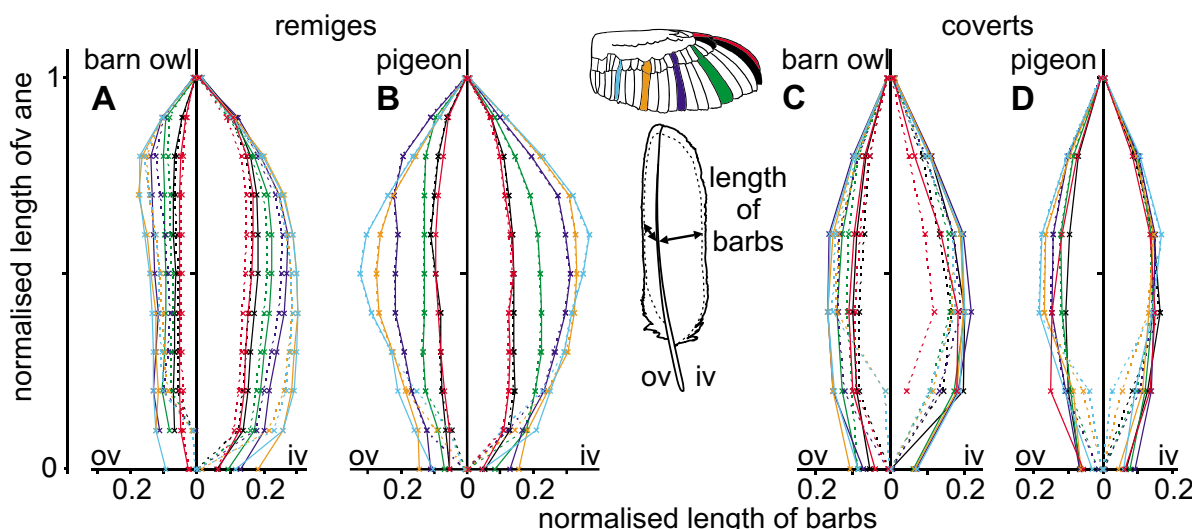 remiges
coverts
barn owl
pigeon
barn owl
pigeon
1
A
B
C
D
normalised length ofv ane
length
of
barbs
ov iv
0
ov iv
ov iv
ov iv
ov iv
0.2 0 0.2
0.2 0 0.2
0.2 0 0.2
0.2 0 0.2
normalised length of barbs